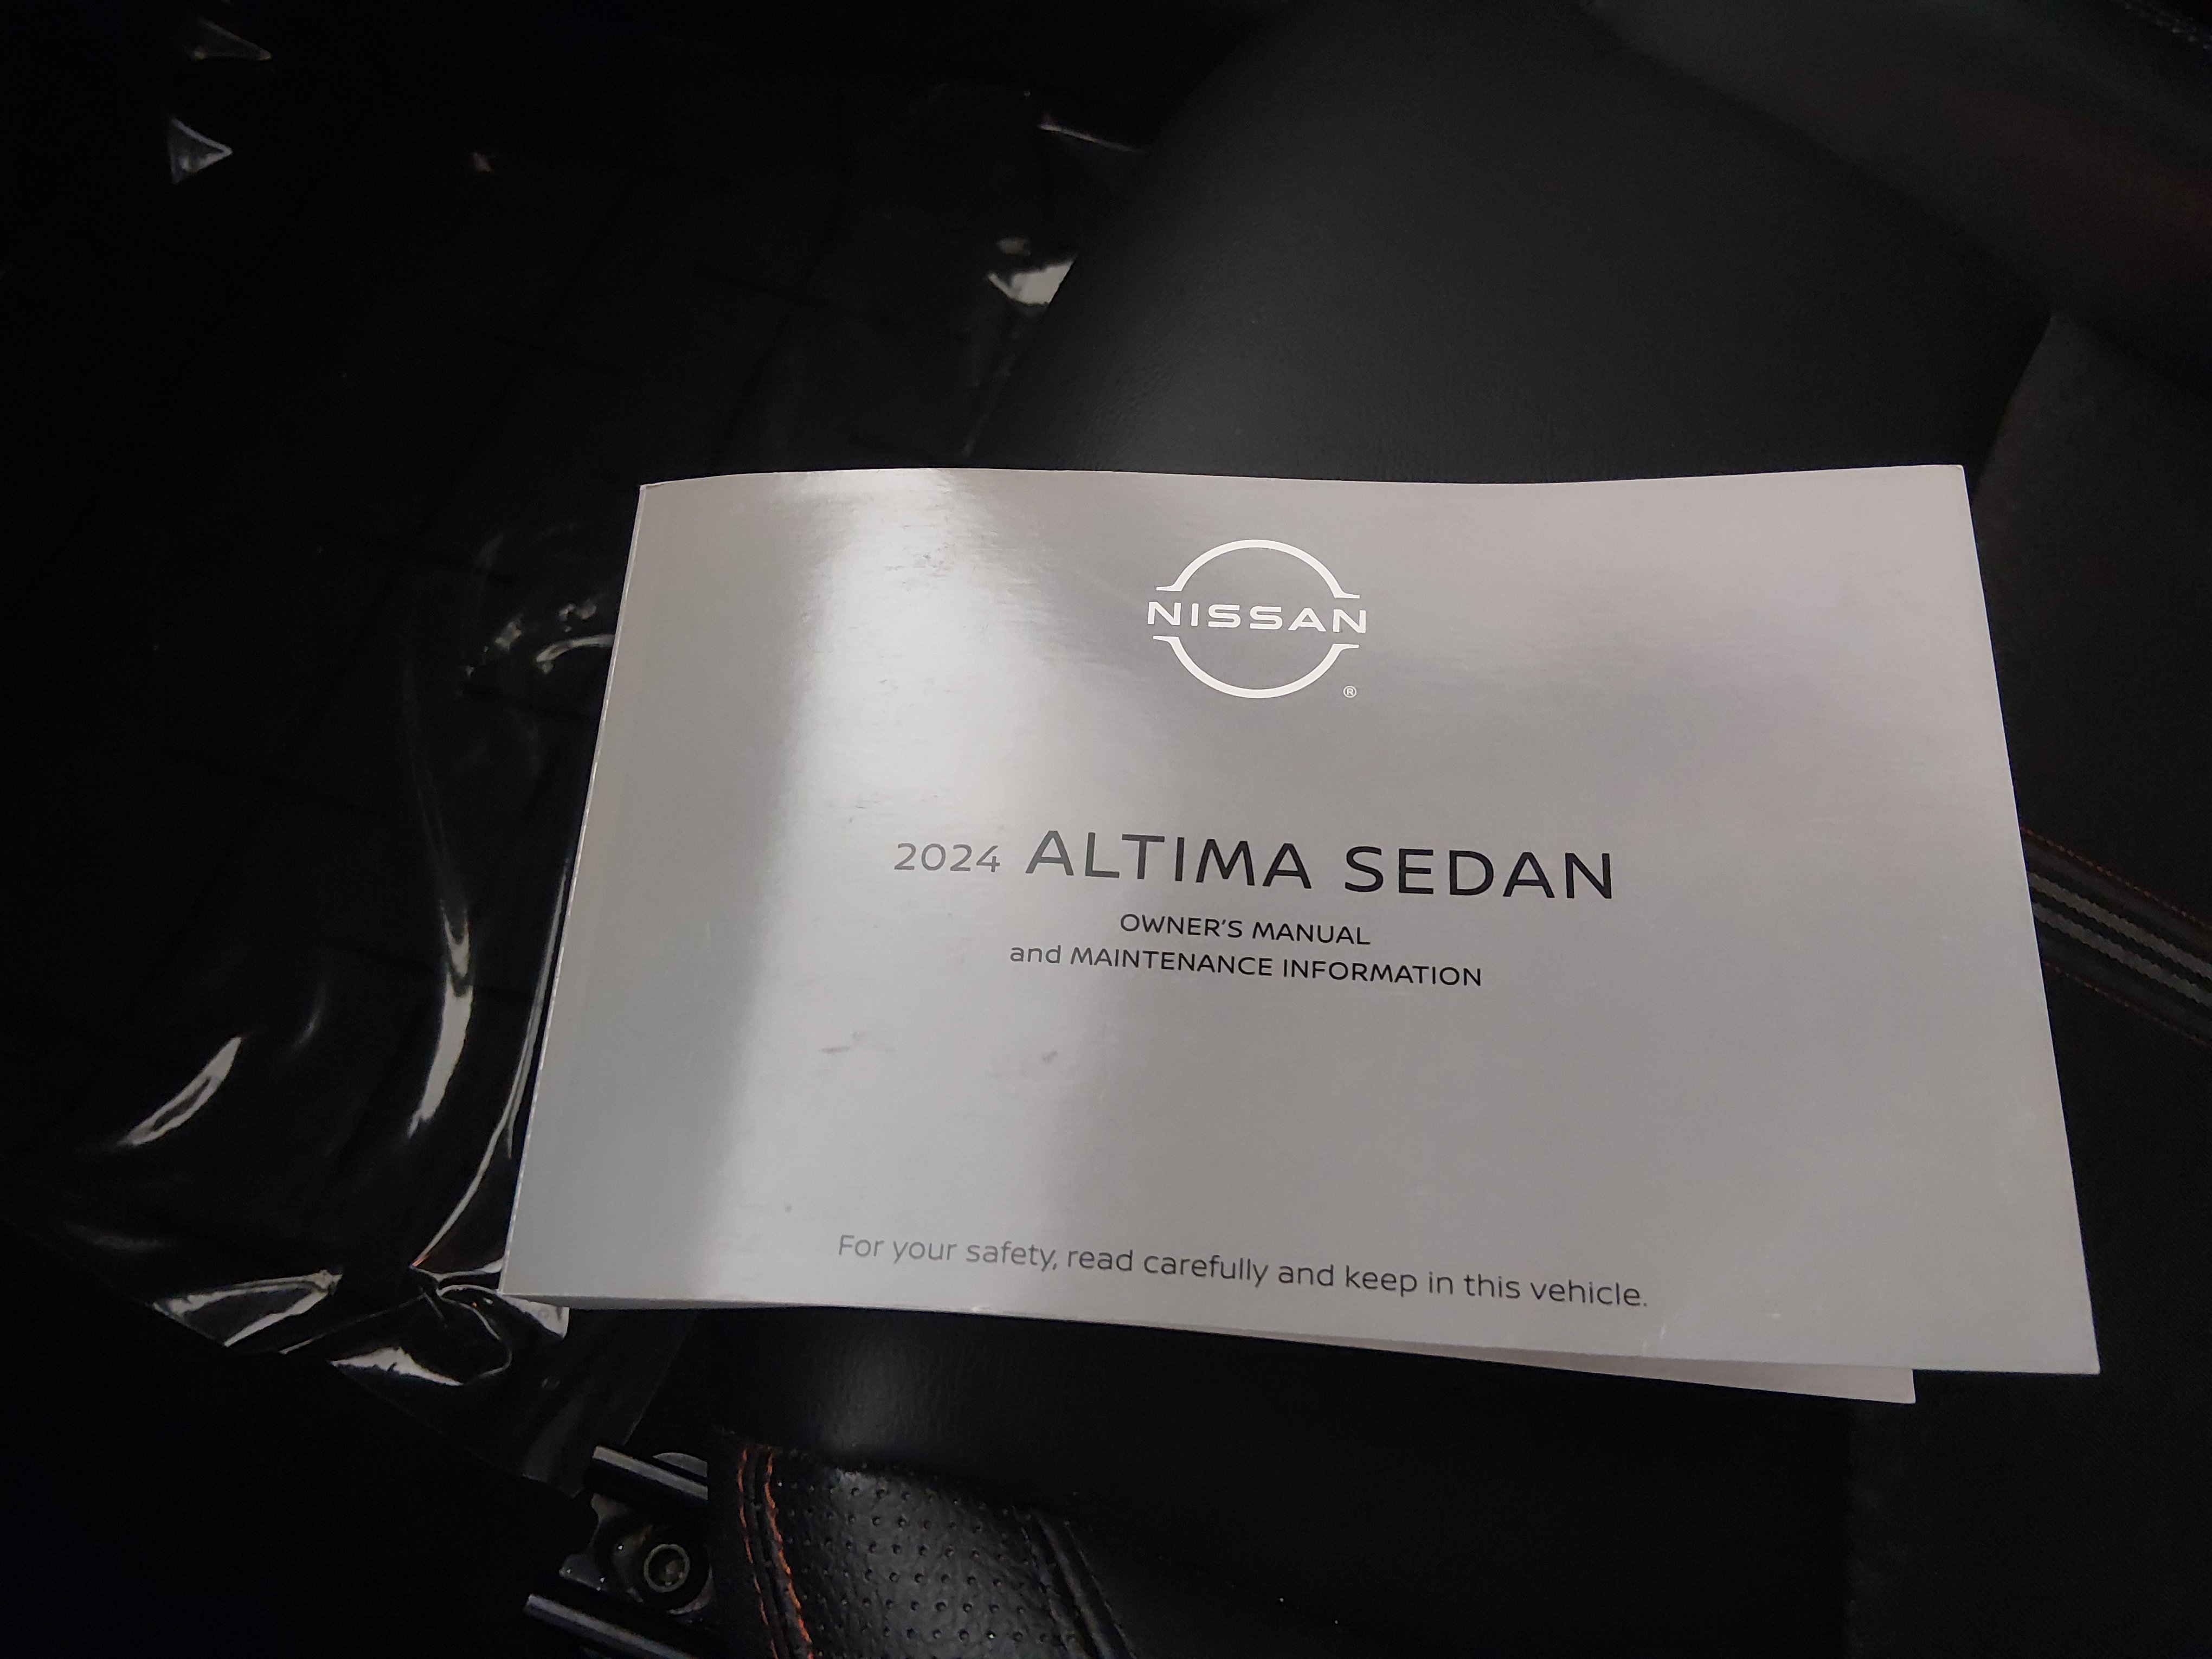 NISSAN
®
2024 ALTIMA SEDAN
OWNER'S MANUAL
and MAINTENANCE INFORMATION
For your safety, read carefully and keep in this vehicle.